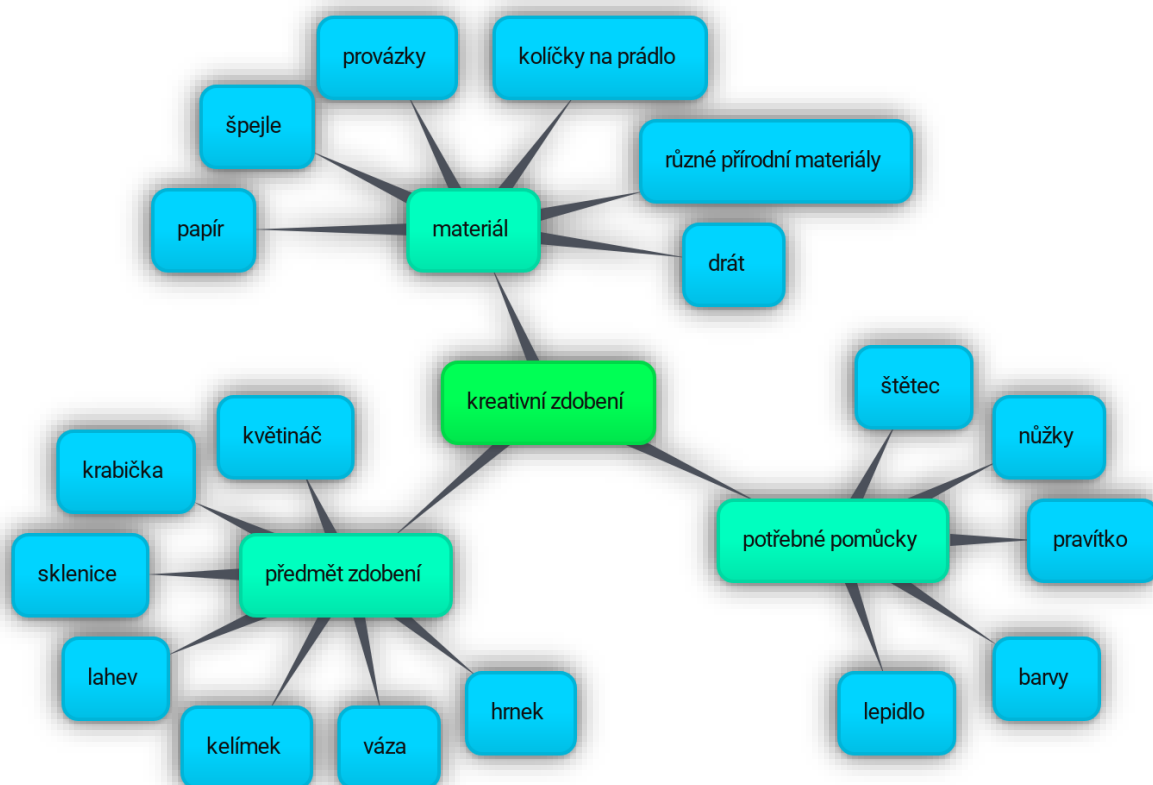 provázky
kolíčky na prádlo
špejle
různé přírodní materiály
papír
materiál
drát
kreativní zdobení
štětec
květináč
nůžky
krabička
potřebné pomůcky
pravítko
sklenice
předmět zdobení
lahev
barvy
hrnek
lepidlo
kelímek
váza